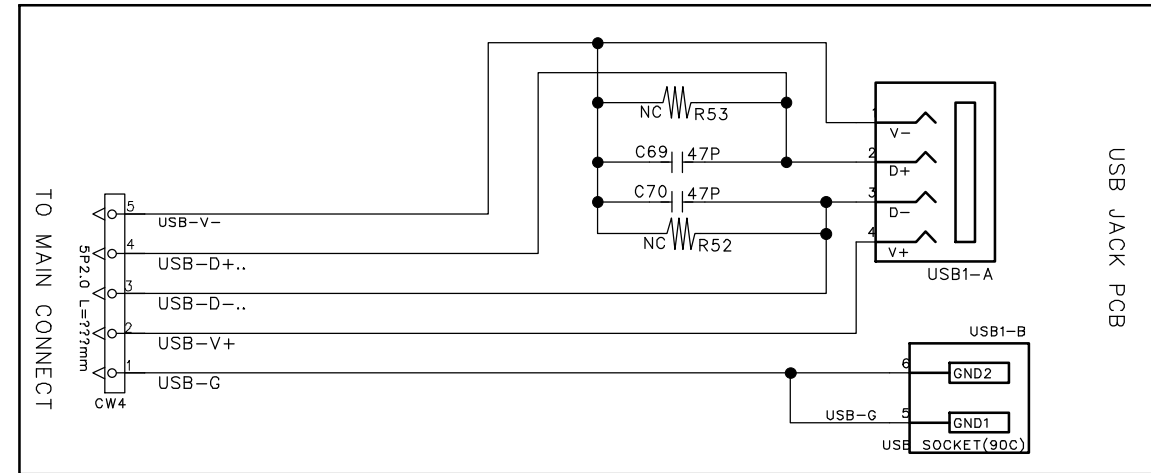 TO MAIN CONNECT
5P2.0 L=???mm
CW4
5
USB-V-
4
USB-D+..
3
USB-D-..
2
USB-V+
1
USB-G
NC
R53
C69
47P
C70
47P
NC
R52
1
V-
2
D+
3
D-
4
V+
USB1-A
USB JACK PCB
USB1-B
6
GND2
USB-G
5
GND1
USB SOCKET(90C)